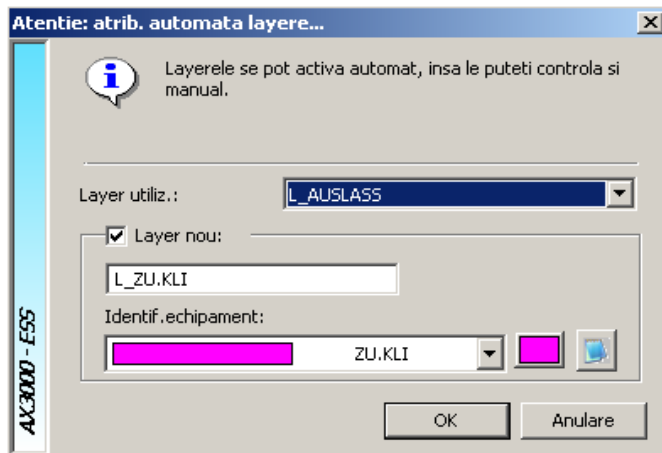 Atentie: atrib. automata layere...
Layerele se pot activa automat, insa le puteti controla si
manual.
Layer utiliz.:
L_AUSLASS
Layer nou:
L_ZU.KLI
Identif.echipament:
ZU.KLI
OK
Anulare
AX3000 - ESS